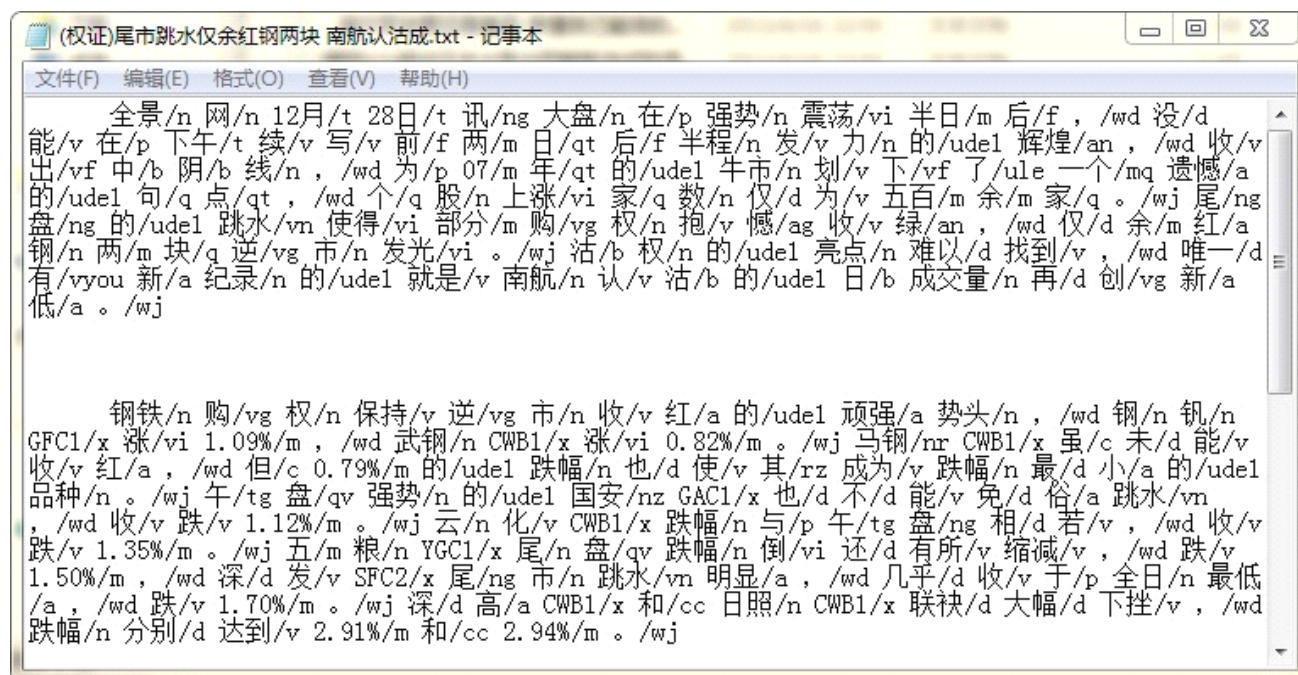 (权证)尾市跳水仅余红钢两块 南航认沽成.txt - 记事本
文件(F) 编辑(E) 格式(O) 查看(V) 帮助(H)
全景/n 网/n 12月/t 28日/t 讯/ng 大盘/n 在/p 强势/n 震荡/vi 半日/m 后/f ，/wd 没/d
能/v 在/p 下午/t 续/v 写/v 前/f 两/m 日/qt 后/f 半程/n 发/v 力/n 的/ude1 辉煌/an ，/wd 收/v
出/vf 中/b 阴/b 线/n ，/wd 为/p 07/m 年/qt 的/ude1 牛市/n 划/v 下/vf 了/ule 一个/mq 遗憾/a
的/ude1 句/q 点/qt ，/wd 个/q 股/n 上涨/vi 家/q 数/n 仅/d 为/v 五百/m 余/m 家/q 。/wj 尾/ng
盘/ng 的/ude1 跳水/vn 使得/vi 部分/m 购/vg 权/n 抱/v 憾/ag 收/v 绿/an ，/wd 仅/d 余/m 红/a
钢/n 两/m 块/q 逆/vg 市/n 发光/vi 。/wj 沽/b 权/n 的/ude1 亮点/n 难以/d 找到/v ，/wd 唯一/d
有/vyou 新/a 纪录/n 的/ude1 就是/v 南航/n 认/v 沽/b 的/ude1 日/b 成交量/n 再/d 创/vg 新/a
低/a 。/wj
钢铁/n 购/vg 权/n 保持/v 逆/vg 市/n 收/v 红/a 的/ude1 顽强/a 势头/n ，/wd 钢/n 钒/n
GFC1/x 涨/vi 1.09%/m ，/wd 武钢/n CWB1/x 涨/vi 0.82%/m 。/wj 马钢/nr CWB1/x 虽/c 未/d 能/v
收/v 红/a ，/wd 但/c 0.79%/m 的/ude1 跌幅/n 也/d 使/v 其/rz 成为/v 跌幅/n 最/d 小/a 的/ude1
品种/n 。/wj 午/tg 盘/qv 强势/n 的/ude1 国安/nz GAC1/x 也/d 不/d 能/v 免/d 俗/a 跳水/vn
，/wd 收/v 跌/v 1.12%/m 。/wj 云/n 化/v CWB1/x 跌幅/n 与/p 午/tg 盘/ng 相/d 若/v ，/wd 收/v
跌/v 1.35%/m 。/wj 五/m 粮/n YGC1/x 尾/n 盘/qv 跌幅/n 倒/vi 还/d 有所/v 缩减/v ，/wd 跌/v
1.50%/m ，/wd 深/d 发/v SFC2/x 尾/ng 市/n 跳水/vn 明显/a ，/wd 几乎/d 收/v 于/p 全日/n 最低
/a ，/wd 跌/v 1.70%/m 。/wj 深/d 高/a CWB1/x 和/cc 日照/n CWB1/x 联袂/d 大幅/d 下挫/v ，/wd
跌幅/n 分别/d 达到/v 2.91%/m 和/cc 2.94%/m 。/wj